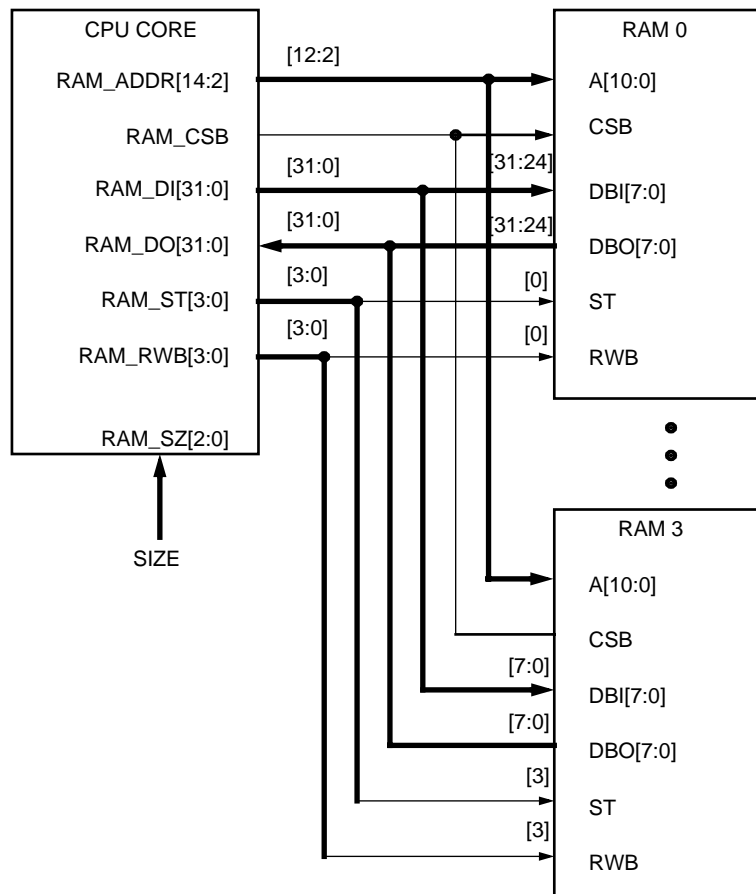 CPU CORE
RAM_ADDR[14:2]
RAM_CSB
RAM_DI[31:0]
RAM_DO[31:0]
RAM_ST[3:0]
RAM_RWB[3:0]
RAM_SZ[2:0]
SIZE
[12:2]
[31:0]
[31:0]
[3:0]
[3:0]
RAM 0
A[10:0]
CSB
[31:24]
DBI[7:0]
[31:24]
DBO[7:0]
[0]
ST
[0]
RWB
RAM 3
A[10:0]
CSB
[7:0]
DBI[7:0]
[7:0]
DBO[7:0]
[3]
ST
[3]
RWB